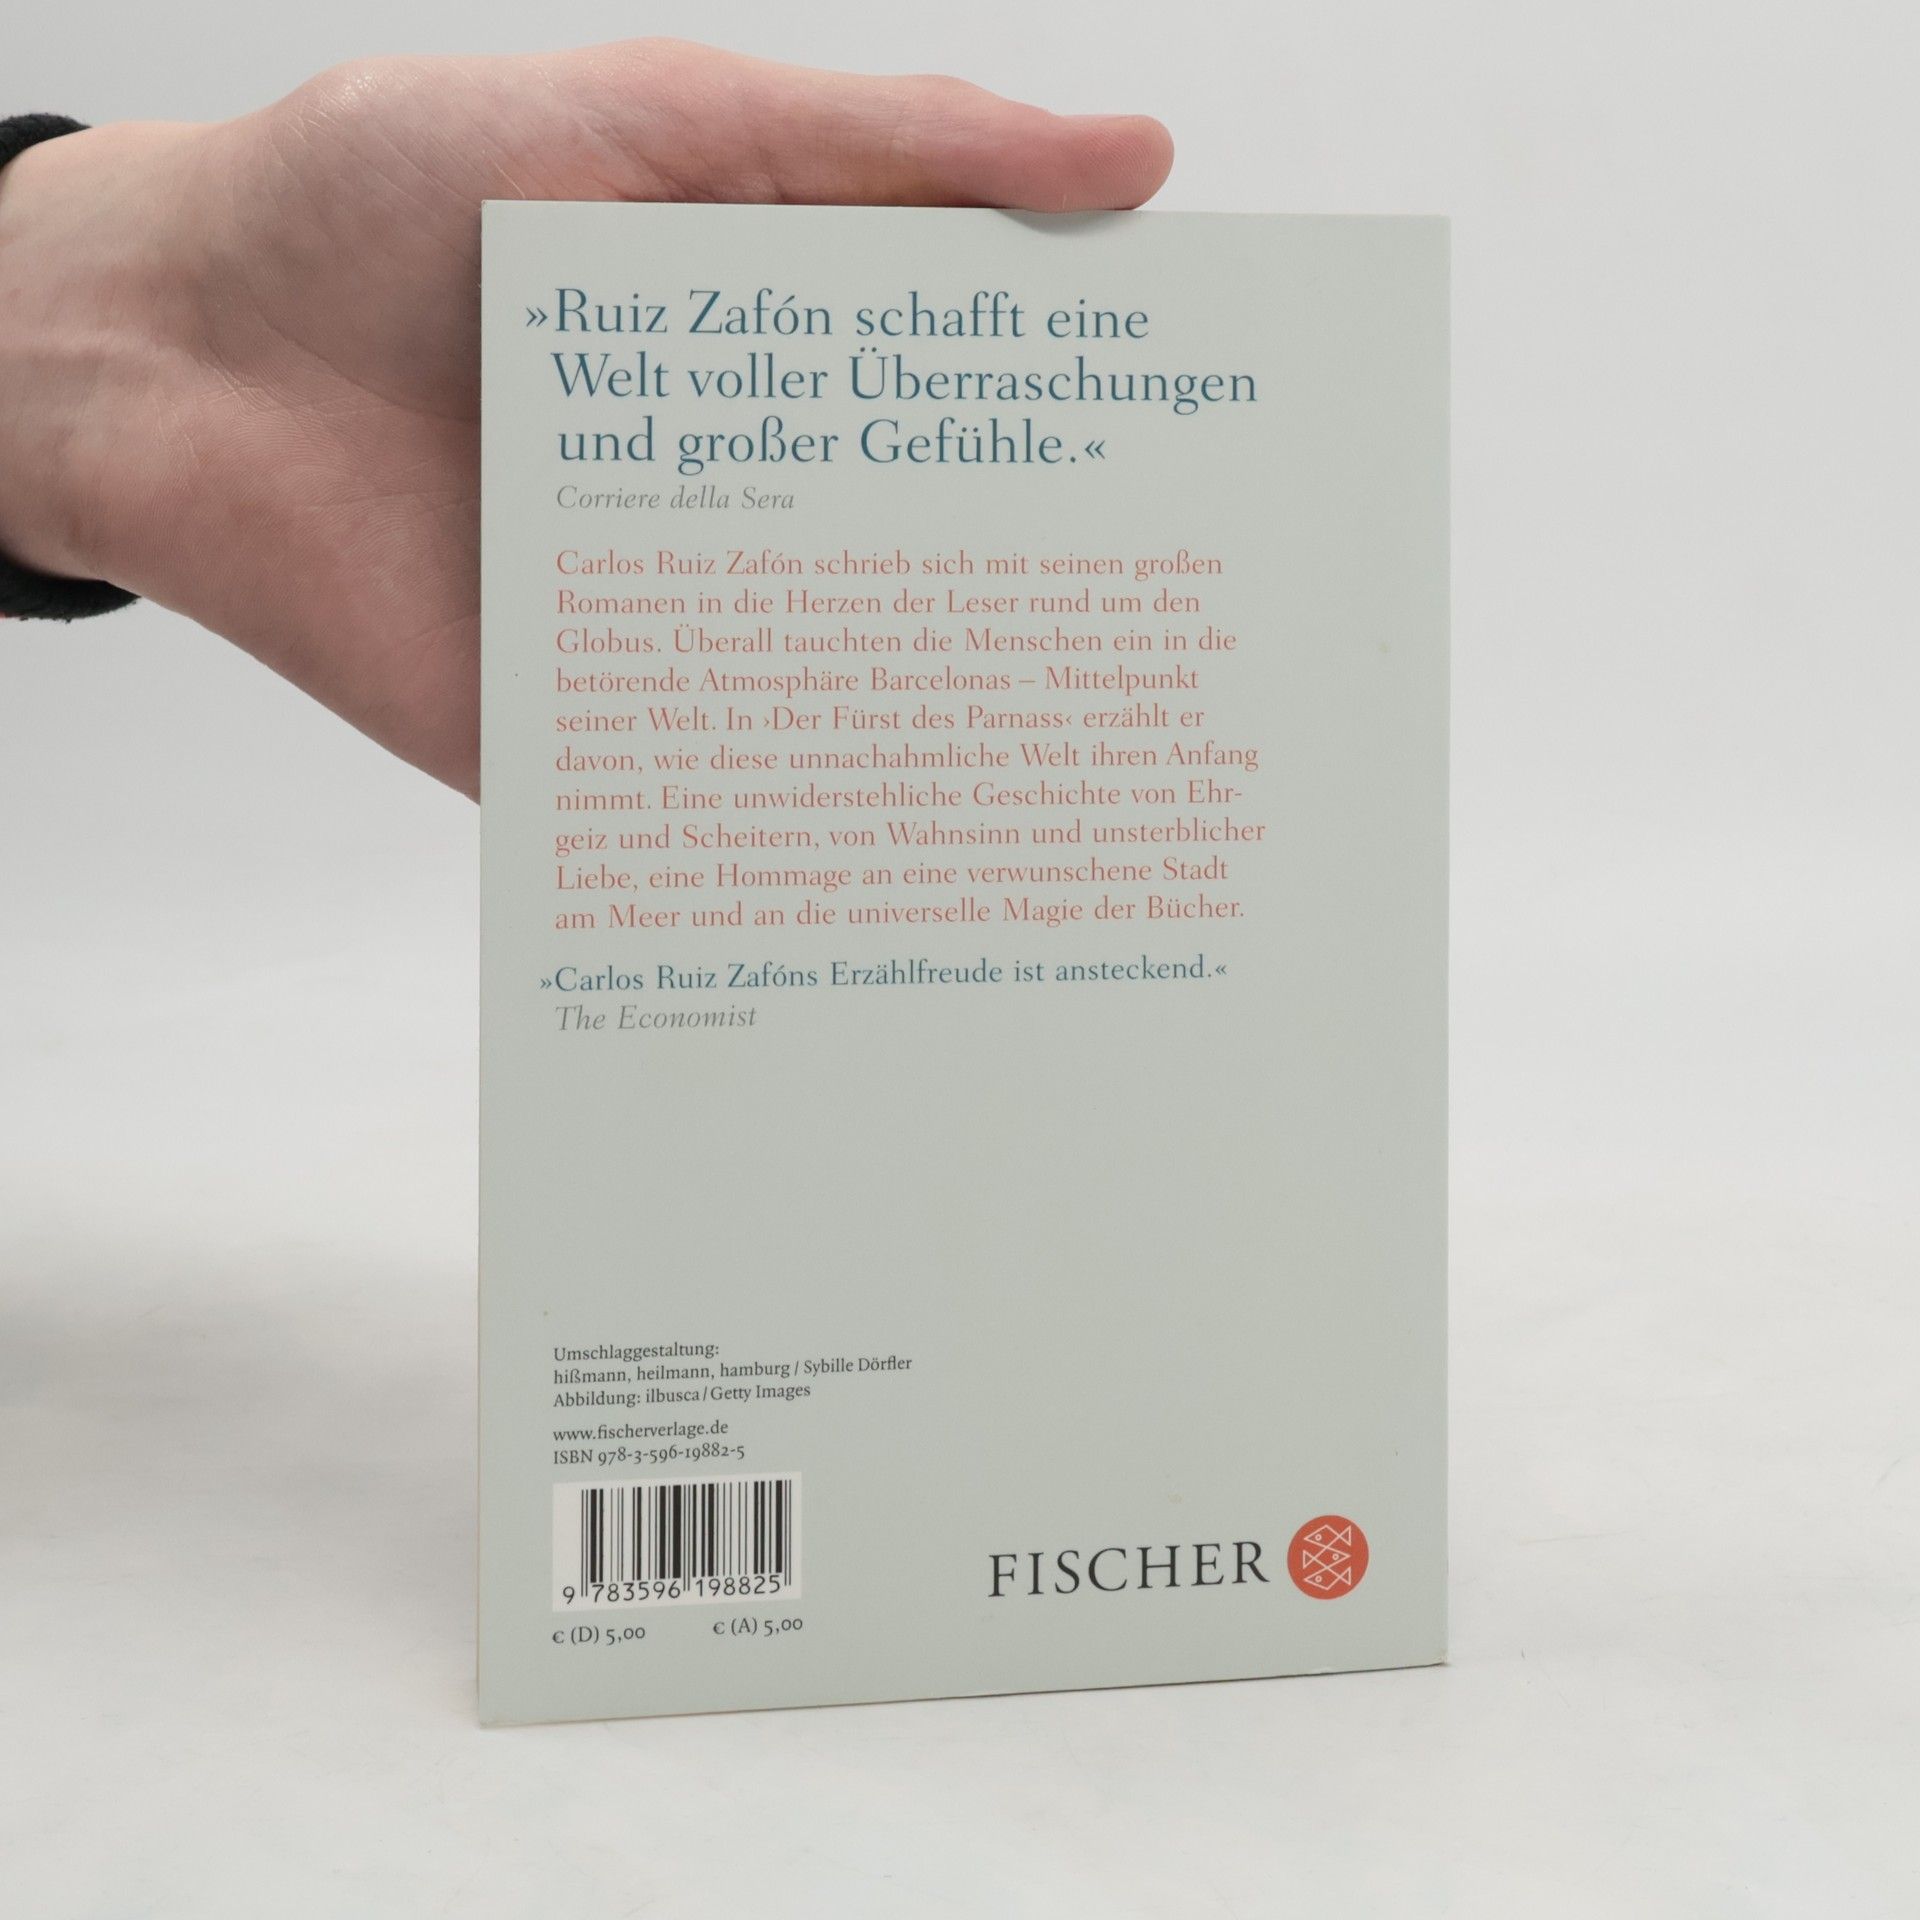 »Ruiz Zafón schafft eine
Welt voller Überraschungen
und großer Gefühle.«
Corriere della Sera
Carlos Ruiz Zafón schrieb sich mit seinen großen
Romanen in die Herzen der Leser rund um den
Globus. Überall tauchten die Menschen ein in die
betörende Atmosphäre Barcelonas – Mittelpunkt
seiner Welt. In ›Der Fürst des Parnass‹ erzählt er
davon, wie diese unnachahmliche Welt ihren Anfang
nimmt. Eine unwiderstehliche Geschichte von Ehr-
geiz und Scheitern, von Wahnsinn und unsterblicher
Liebe, eine Hommage an eine verwunschene Stadt
am Meer und an die universelle Magie der Bücher.
»Carlos Ruiz Zafóns Erzählfreude ist ansteckend.«
The Economist
Umschlaggestaltung:
hißmann, heilmann, hamburg / Sybille Dörfler
Abbildung: ilbusca / Getty Images
www.fischerverlage.de
ISBN 978-3-596-19882-5
9 783596 198825
€ (D) 5,00 € (A) 5,00
FISCHER